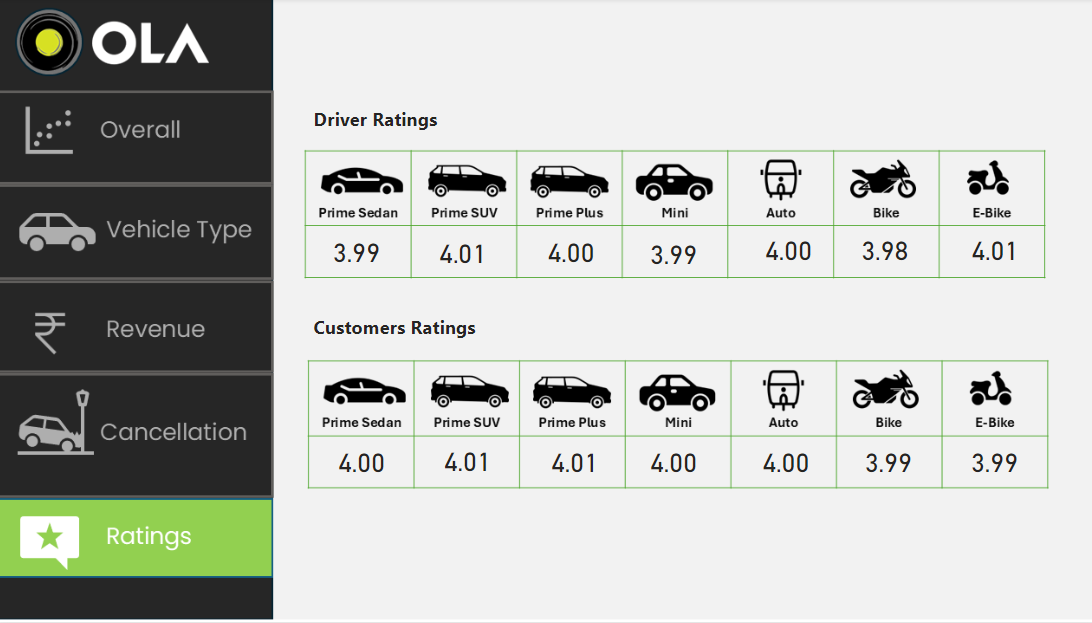 OLA
Overall
Vehicle Type
Revenue
Cancellation
Ratings
Driver Ratings
Prime Sedan Prime SUV Prime Plus Mini Auto Bike E-Bike
3.99 4.01 4.00 3.99 4.00 3.98 4.01
Customers Ratings
Prime Sedan Prime SUV Prime Plus Mini Auto Bike E-Bike
4.00 4.01 4.01 4.00 4.00 3.99 3.99